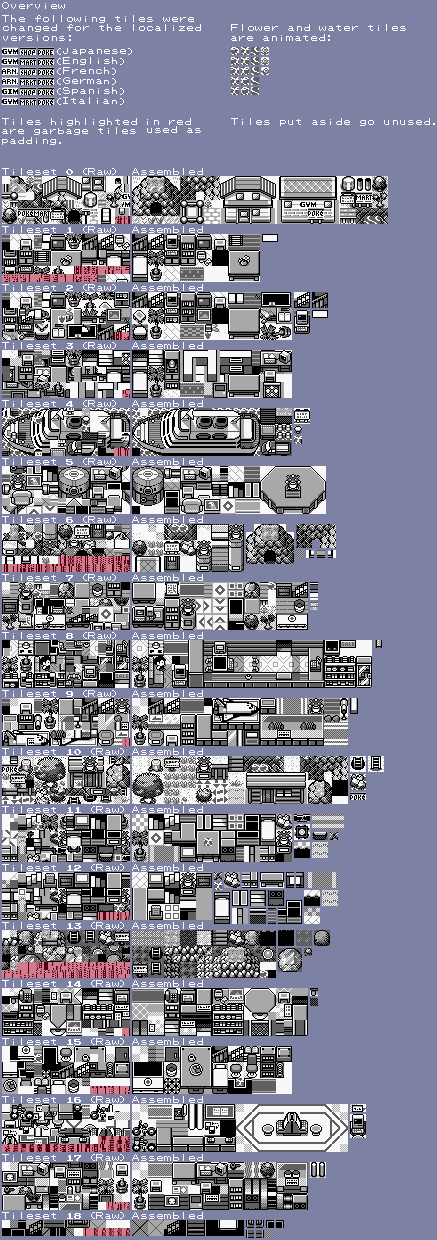 Overview
The following tiles were
changed for the localized
versions:
GYM SHOP POKE (Japanese)
GYM MART POKE (English)
ARN. SHOP POKE (French)
ARN. MART POKE (German)
GIM MART POKE (Spanish)
GYM MART POKE (Italian)
Flower and water tiles
are animated:
Tiles highlighted in red
are garbage tiles used as
padding.
Tiles put aside go unused.
Tileset 0 (Raw) Assembled
POKEMART GYM
GYM
POKE
MART
Tileset 1 (Raw) Assembled
Tileset 2 (Raw) Assembled
Tileset 3 (Raw) Assembled
Tileset 4 (Raw) Assembled
Tileset 5 (Raw) Assembled
Tileset 6 (Raw) Assembled
Tileset 7 (Raw) Assembled
Tileset 8 (Raw) Assembled
Tileset 9 (Raw) Assembled
Tileset 10 (Raw) Assembled
POKE
POKE
Tileset 11 (Raw) Assembled
Tileset 12 (Raw) Assembled
Tileset 13 (Raw) Assembled
Tileset 14 (Raw) Assembled
Tileset 15 (Raw) Assembled
Tileset 16 (Raw) Assembled
Tileset 17 (Raw) Assembled
Tileset 18 (Raw) Assembled